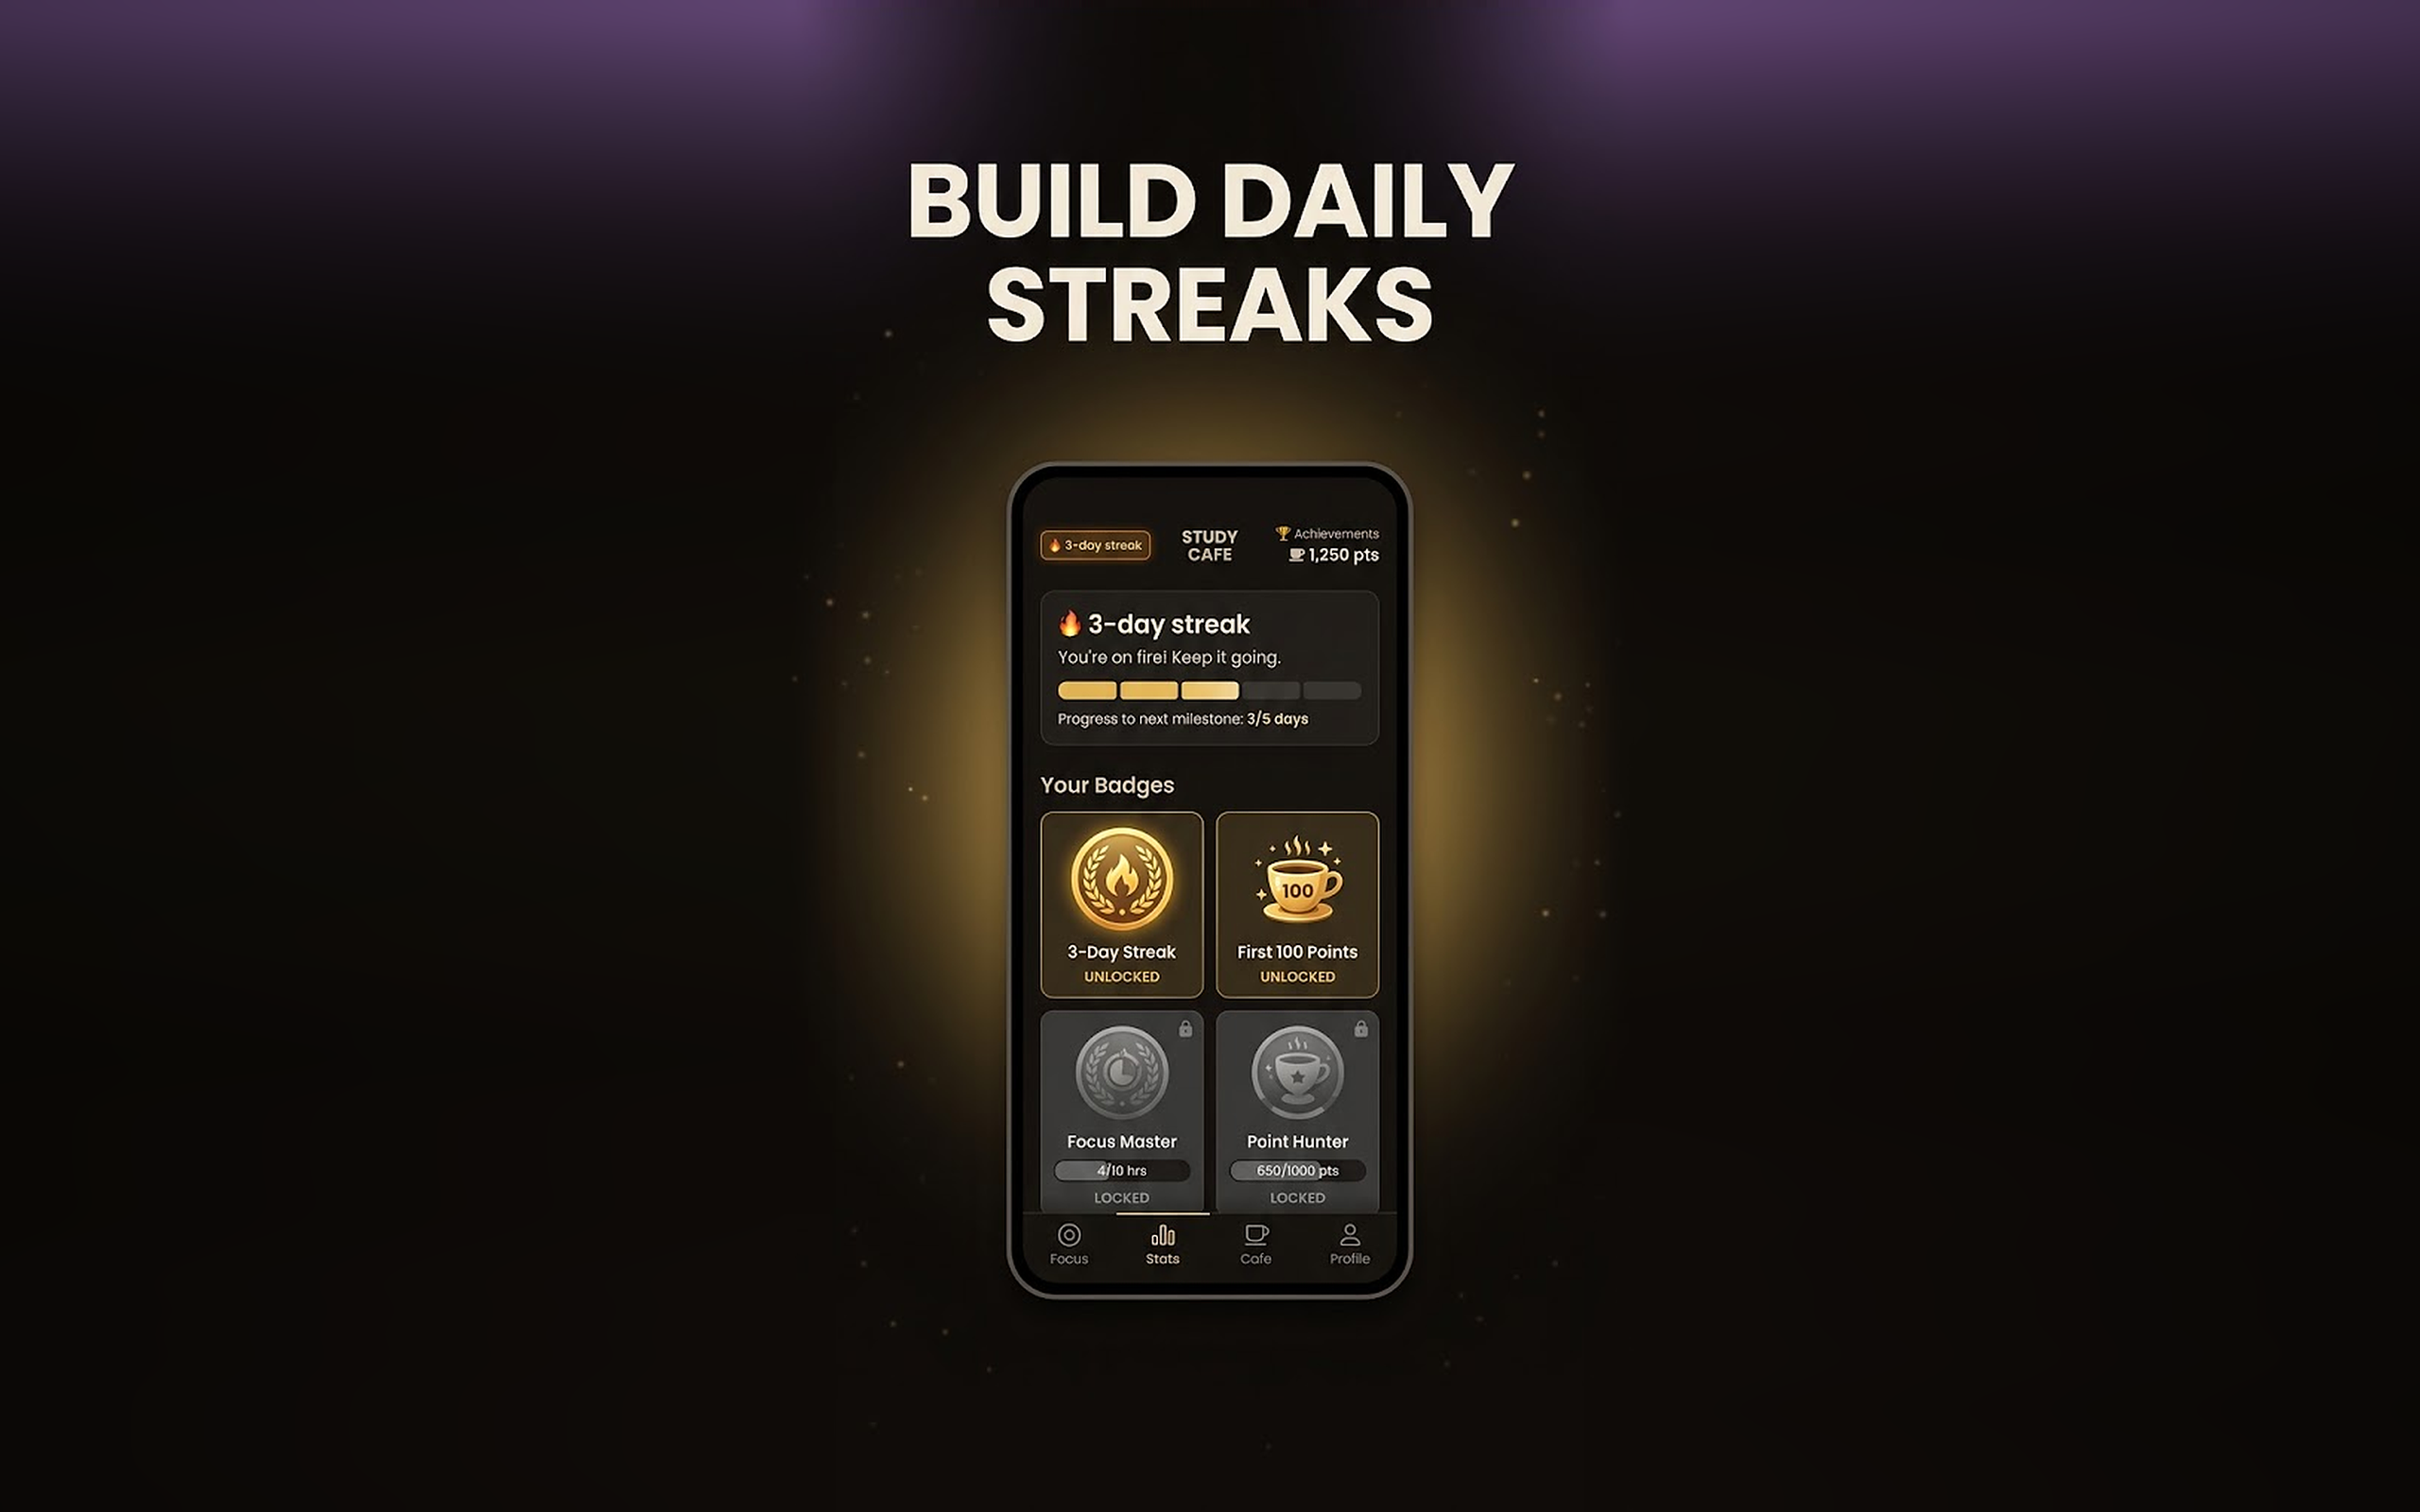 BUILD DAILY
STREAKS
🔥 3-day streak
STUDY
CAFE
🏆 Achievements
1,250 pts
🔥 3-day streak
You're on fire! Keep it going.
Progress to next milestone: 3/5 days
Your Badges
3-Day Streak
UNLOCKED
100
First 100 Points
UNLOCKED
Focus Master
4/10 hrs
LOCKED
Point Hunter
650/1000 pts
LOCKED
Focus
Stats
Cafe
Profile